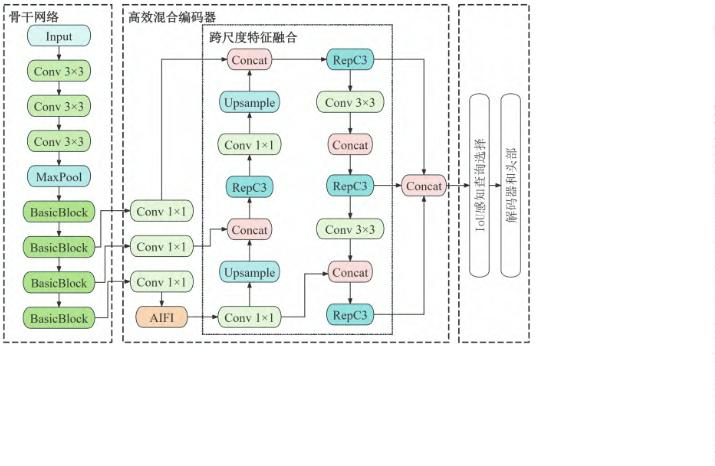 骨干网络
Input
Conv 3×3
Conv 3×3
Conv 3×3
MaxPool
BasicBlock
BasicBlock
BasicBlock
BasicBlock
高效混合编码器
Conv 1×1
Conv 1×1
Conv 1×1
AIFI
跨尺度特征融合
Concat
Upsample
Conv 1×1
RepC3
Concat
Upsample
Conv 1×1
RepC3
Conv 3×3
Concat
RepC3
Conv 3×3
Concat
RepC3
Concat
IoU感知查询选择
解码器和头部